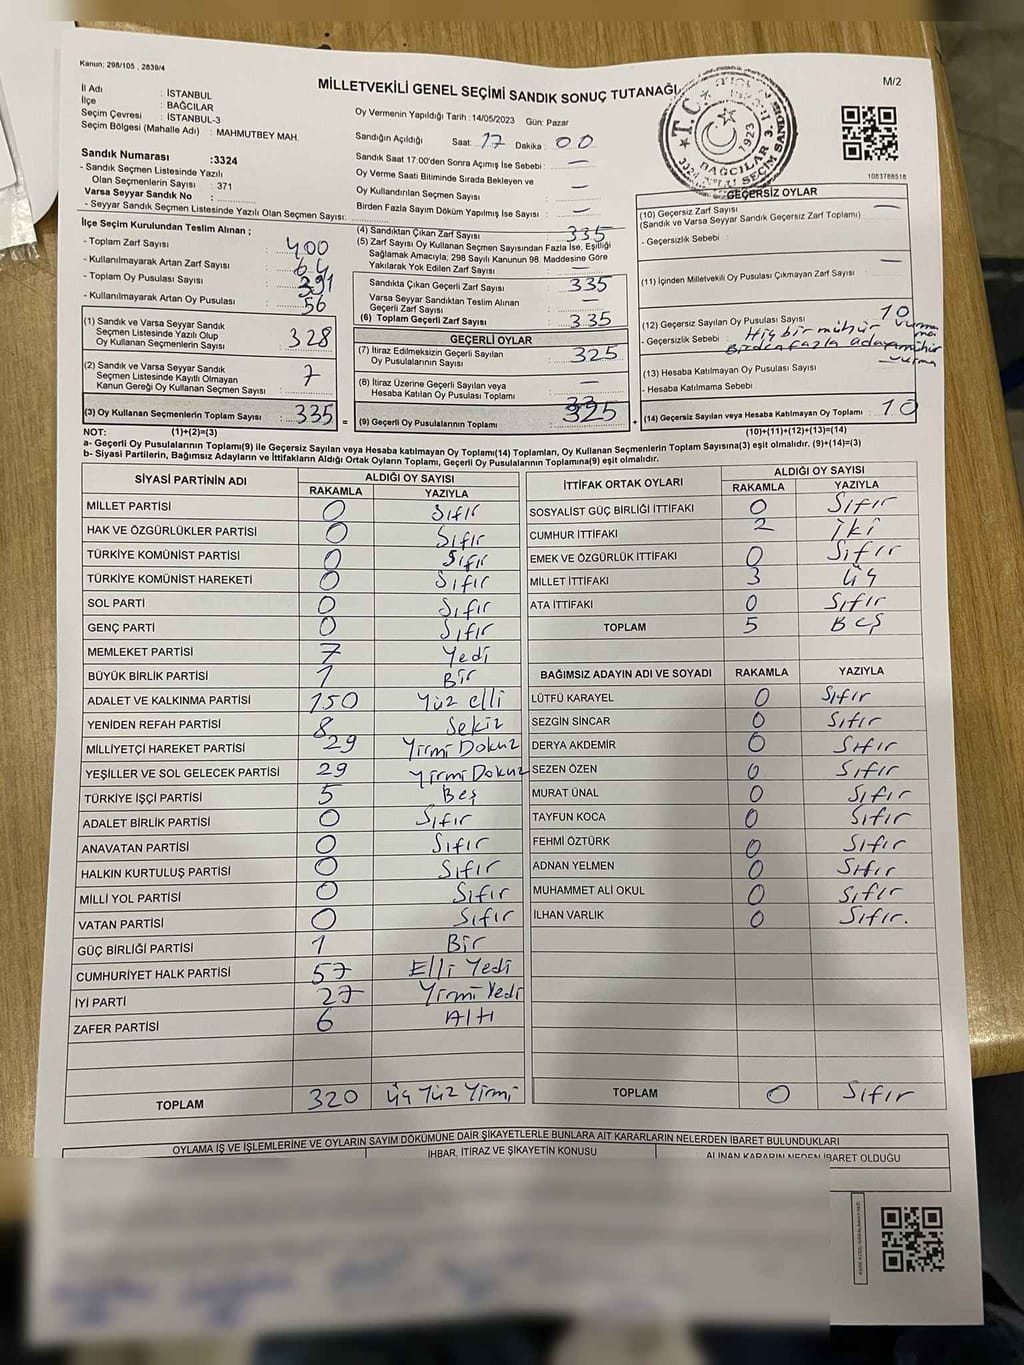 Kanun: 298/105 , 2839/4
MİLLETVEKİLİ GENEL SEÇİMİ SANDIK SONUÇ TUTANAĞI
M/2
İl Adı : İSTANBUL
İlçe : BAĞCILAR
Seçim Çevresi : İSTANBUL-3
Seçim Bölgesi (Mahalle Adı) : MAHMUTBEY MAH.
Sandık Numarası :3324
- Sandık Seçmen Listesinde Yazılı
Olan Seçmenlerin Sayısı : 371
Varsa Seyyar Sandık No :
- Seyyar Sandık Seçmen Listesinde Yazılı Olan Seçmen Sayısı:
Oy Vermenin Yapıldığı Tarih : 14/05/2023 Gün: Pazar
Sandığın Açıldığı Saat: 17 Dakika : 00
Sandık Saat 17:00'den Sonra Açımış İse Sebebi : —
Oy Verme Saati Bitiminde Sırada Bekleyen ve
Oy Kullandırılan Seçmen Sayısı : —
Birden Fazla Sayım Döküm Yapılmış İse Sayısı : —
T.C.
1923
1083788518
İlçe Seçim Kurulundan Teslim Alınan ;
- Toplam Zarf Sayısı : 400
- Kullanılmayarak Artan Zarf Sayısı : 64
- Toplam Oy Pusulası Sayısı : 391
- Kullanılmayarak Artan Oy Pusulası : 56
(1) Sandık ve Varsa Seyyar Sandık
Seçmen Listesinde Yazılı Olup
Oy Kullanan Seçmenlerin Sayısı : 328
(2) Sandık ve Varsa Seyyar Sandık
Seçmen Listesinde Kayıtlı Olmayan
Kanun Gereği Oy Kullanan Seçmen Sayısı : 7
(3) Oy Kullanan Seçmenlerin Toplam Sayısı : 335 =
(4) Sandıktan Çıkan Zarf Sayısı : 335
(5) Zarf Sayısı Oy Kullanan Seçmen Sayısından Fazla İse, Eşitliği
Sağlamak Amacıyla, 298 Sayılı Kanunun 98. Maddesine Göre
Yakılarak Yok Edilen Zarf Sayısı : —
Sandıkta Çıkan Geçerli Zarf Sayısı : 335
Varsa Seyyar Sandıktan Teslim Alınan
Geçerli Zarf Sayısı : —
(6) Toplam Geçerli Zarf Sayısı : 335
GEÇERLİ OYLAR
(7) İtiraz Edilmeksizin Geçerli Sayılan
Oy Pusulalarının Sayısı : 325
(8) İtiraz Üzerine Geçerli Sayılan veya
Hesaba Katılan Oy Pusulası Toplamı : —
(9) Geçerli Oy Pusulalarının Toplamı : 325 +
GEÇERSİZ OYLAR
(10) Geçersiz Zarf Sayısı : —
(Sandık ve Varsa Seyyar Sandık Geçersiz Zarf Toplamı)
- Geçersizlik Sebebi :
(11) İçinden Milletvekili Oy Pusulası Çıkmayan Zarf Sayısı : —
(12) Geçersiz Sayılan Oy Pusulası Sayısı : 10
- Geçersizlik Sebebi : Hiçbir mühür vurmama
Birden fazla adaya mühür vurma
(13) Hesaba Katılmayan Oy Pusulası Sayısı : —
- Hesaba Katılmama Sebebi :
(14) Geçersiz Sayılan veya Hesaba Katılmayan Oy Toplamı : 10
NOT: (1)+(2)=(3)
(10)+(11)+(12)+(13)=(14)
a- Geçerli Oy Pusulalarının Toplamı(9) ile Geçersiz Sayılan veya Hesaba katılmayan Oy Toplamı(14) Toplamları, Oy Kullanan Seçmenlerin Toplam Sayısına(3) eşit olmalıdır. (9)+(14)=(3)
b- Siyasi Partilerin, Bağımsız Adayların ve İttifakların Aldığı Ortak Oyların Toplamı, Geçerli Oy Pusulalarının Toplamına(9) eşit olmalıdır.
SİYASİ PARTİNİN ADI ALDIĞI OY SAYISI
RAKAMLA YAZIYLA
MİLLET PARTİSİ 0 Sıfır
HAK VE ÖZGÜRLÜKLER PARTİSİ 0 Sıfır
TÜRKİYE KOMÜNİST PARTİSİ 0 Sıfır
TÜRKİYE KOMÜNİST HAREKETİ 0 Sıfır
SOL PARTİ 0 Sıfır
GENÇ PARTİ 0 Sıfır
MEMLEKET PARTİSİ 7 Yedi
BÜYÜK BİRLİK PARTİSİ 1 Bir
ADALET VE KALKINMA PARTİSİ 150 Yüz elli
YENİDEN REFAH PARTİSİ 8 Sekiz
MİLLİYETÇİ HAREKET PARTİSİ 29 Yirmi Dokuz
YEŞİLLER VE SOL GELECEK PARTİSİ 29 Yirmi Dokuz
TÜRKİYE İŞÇİ PARTİSİ 5 Beş
ADALET BİRLİK PARTİSİ 0 Sıfır
ANAVATAN PARTİSİ 0 Sıfır
HALKIN KURTULUŞ PARTİSİ 0 Sıfır
MİLLİ YOL PARTİSİ 0 Sıfır
VATAN PARTİSİ 0 Sıfır
GÜÇ BİRLİĞİ PARTİSİ 1 Bir
CUMHURİYET HALK PARTİSİ 57 Elli Yedi
İYİ PARTİ 27 Yirmi Yedi
ZAFER PARTİSİ 6 Altı
TOPLAM 320 Üç Yüz Yirmi
İTTİFAK ORTAK OYLARI ALDIĞI OY SAYISI
RAKAMLA YAZIYLA
SOSYALİST GÜÇ BİRLİĞİ İTTİFAKI 0 Sıfır
CUMHUR İTTİFAKI 2 İki
EMEK VE ÖZGÜRLÜK İTTİFAKI 0 Sıfır
MİLLET İTTİFAKI 3 Üç
ATA İTTİFAKI 0 Sıfır
TOPLAM 5 Beş
BAĞIMSIZ ADAYIN ADI VE SOYADI RAKAMLA YAZIYLA
LÜTFÜ KARAYEL 0 Sıfır
SEZGİN SİNCAR 0 Sıfır
DERYA AKDEMİR 0 Sıfır
SEZEN ÖZEN 0 Sıfır
MURAT ÜNAL 0 Sıfır
TAYFUN KOCA 0 Sıfır
FEHMİ ÖZTÜRK 0 Sıfır
ADNAN YELMEN 0 Sıfır
MUHAMMET ALİ OKUL 0 Sıfır
İLHAN VARLIK 0 Sıfır.
TOPLAM 0 Sıfır
OYLAMA İŞ VE İŞLEMLERİNE VE OYLARIN SAYIM DÖKÜMÜNE DAİR ŞİKAYETLERLE BUNLARA AİT KARARLARIN NELERDEN İBARET BULUNDUKLARI
İHBAR, İTİRAZ VE ŞİKAYETİN KONUSU ALINAN KARARIN NEDEN İBARET OLDUĞU